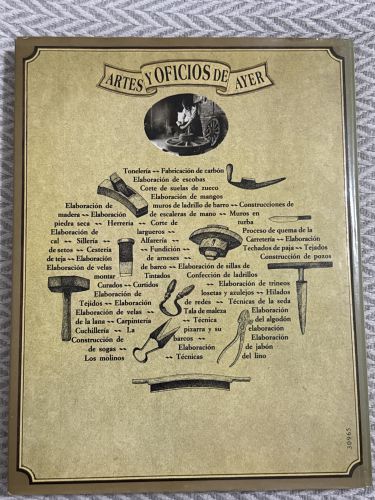 ARTES Y OFICIOS DE AYER
Tonelería ~~ Fabricación de carbón
Elaboración de escobas
Corte de suelas de zueco
Elaboración de mangos
Elaboración de muros de ladrillo de barro ~~ Construcciones de
madera ~~ Elaboración de escaleras de mano ~~ Muros en
piedra seca ~~ Herrería ~~ Corte de turba
Elaboración de largueros ~~ Proceso de quema de la
cal ~~ Sillería ~~ Alfarería ~~ Carretería ~~ Elaboración
de setos ~~ Cestería ~~ Fundición Techados de paja ~~ Tejados
de teja ~~ Elaboración de arneses ~~ Construcción de pozos
Elaboración velas de barco ~~ Elaboración de sillas de
montar Tintados Confección de ladrillos
Curados ~~ Curtidos ~~ Elaboración de trineos
Elaboración de losetas y azulejos ~~ Hilados
Tejidos ~~ Elaboración de redes ~~ Técnicas de la seda
Elaboración de velas Tala de maleza Elaboración
de la lana ~~ Carpintería ~~ Técnica del algodón
Cuchillería ~~ La pizarra y su elaboración
Construcción de barcos ~~ Elaboración
de sogas Elaboración de jabón
Los molinos ~~ Técnicas del lino
30965